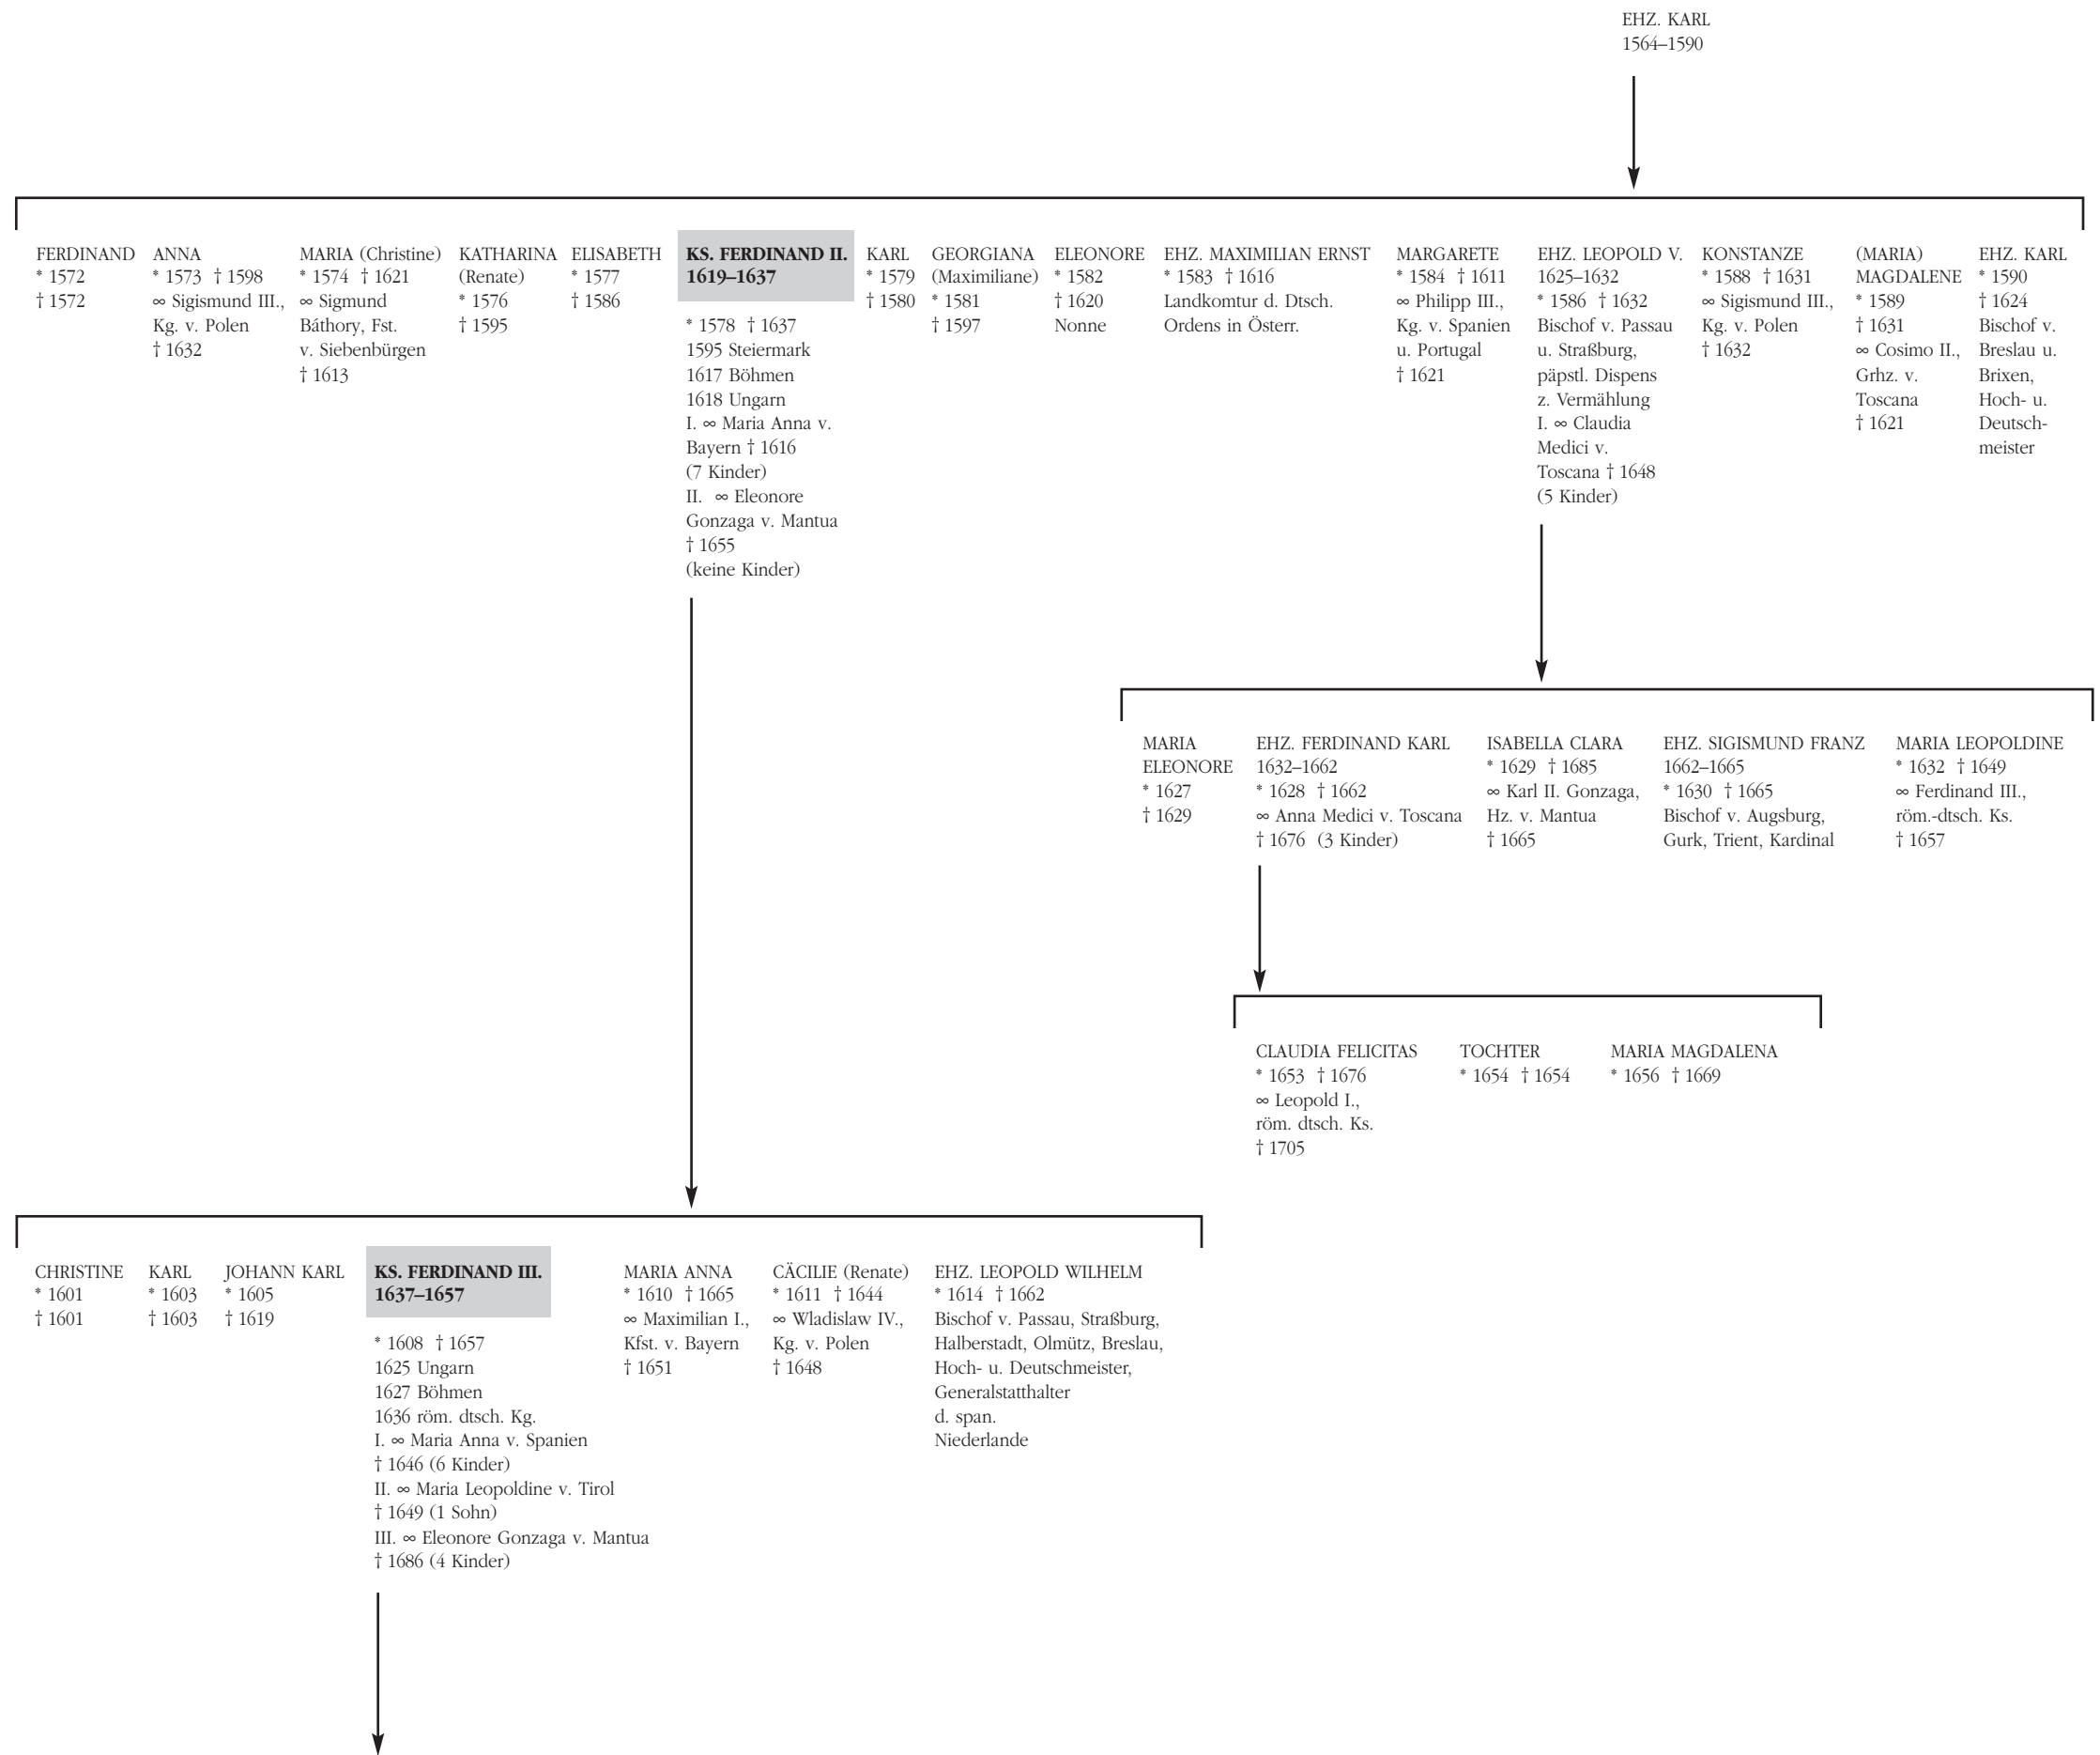 EHZ. KARL
1564–1590
FERDINAND
* 1572
† 1572
ANNA
* 1573 † 1598
∞ Sigismund III.,
Kg. v. Polen
† 1632
MARIA (Christine)
* 1574 † 1621
∞ Sigmund
Báthory, Fst.
v. Siebenbürgen
† 1613
KATHARINA
(Renate)
* 1576
† 1595
ELISABETH
* 1577
† 1586
KS. FERDINAND II.
1619–1637
* 1578 † 1637
1595 Steiermark
1617 Böhmen
1618 Ungarn
I. ∞ Maria Anna v.
Bayern † 1616
(7 Kinder)
II. ∞ Eleonore
Gonzaga v. Mantua
† 1655
(keine Kinder)
KARL
* 1579
† 1580
GEORGIANA
(Maximiliane)
* 1581
† 1597
ELEONORE
* 1582
† 1620
Nonne
EHZ. MAXIMILIAN ERNST
* 1583 † 1616
Landkomtur d. Dtsch.
Ordens in Österr.
MARGARETE
* 1584 † 1611
∞ Philipp III.,
Kg. v. Spanien
u. Portugal
† 1621
EHZ. LEOPOLD V.
1625–1632
* 1586 † 1632
Bischof v. Passau
u. Straßburg,
päpstl. Dispens
z. Vermählung
I. ∞ Claudia
Medici v.
Toscana † 1648
(5 Kinder)
KONSTANZE
* 1588 † 1631
∞ Sigismund III.,
Kg. v. Polen
† 1632
(MARIA)
MAGDALENE
* 1589
† 1631
∞ Cosimo II.,
Grhz. v.
Toscana
† 1621
EHZ. KARL
* 1590
† 1624
Bischof v.
Breslau u.
Brixen,
Hoch- u.
Deutsch-
meister
MARIA
ELEONORE
* 1627
† 1629
EHZ. FERDINAND KARL
1632–1662
* 1628 † 1662
∞ Anna Medici v. Toscana
† 1676 (3 Kinder)
ISABELLA CLARA
* 1629 † 1685
∞ Karl II. Gonzaga,
Hz. v. Mantua
† 1665
EHZ. SIGISMUND FRANZ
1662–1665
* 1630 † 1665
Bischof v. Augsburg,
Gurk, Trient, Kardinal
MARIA LEOPOLDINE
* 1632 † 1649
∞ Ferdinand III.,
röm.-dtsch. Ks.
† 1657
CLAUDIA FELICITAS
* 1653 † 1676
∞ Leopold I.,
röm. dtsch. Ks.
† 1705
TOCHTER
* 1654 † 1654
MARIA MAGDALENA
* 1656 † 1669
CHRISTINE
* 1601
† 1601
KARL
* 1603
† 1603
JOHANN KARL
* 1605
† 1619
KS. FERDINAND III.
1637–1657
* 1608 † 1657
1625 Ungarn
1627 Böhmen
1636 röm. dtsch. Kg.
I. ∞ Maria Anna v. Spanien
† 1646 (6 Kinder)
II. ∞ Maria Leopoldine v. Tirol
† 1649 (1 Sohn)
III. ∞ Eleonore Gonzaga v. Mantua
† 1686 (4 Kinder)
MARIA ANNA
* 1610 † 1665
∞ Maximilian I.,
Kfst. v. Bayern
† 1651
CÄCILIE (Renate)
* 1611 † 1644
∞ Wladislaw IV.,
Kg. v. Polen
† 1648
EHZ. LEOPOLD WILHELM
* 1614 † 1662
Bischof v. Passau, Straßburg,
Halberstadt, Olmütz, Breslau,
Hoch- u. Deutschmeister,
Generalstatthalter
d. span.
Niederlande